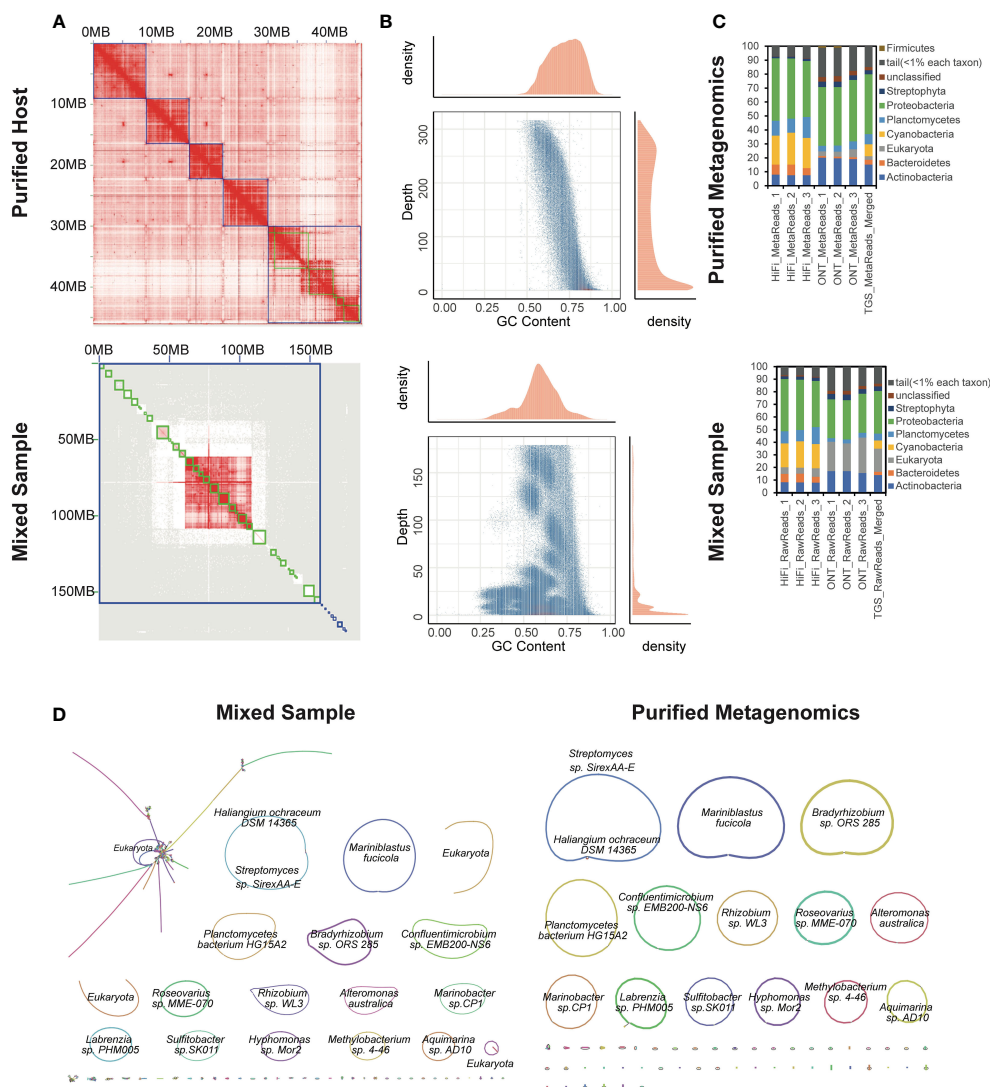 A
0MB 10MB 20MB 30MB 40MB
10MB
20MB
30MB
40MB
Purified Host
B
density
Depth
300
200
100
0
0.00 0.25 0.50 0.75 1.00
GC Content
density
C
Purified Metagenomics
100
90
80
70
60
50
40
30
20
10
0
HiFi_MetaReads_1
HiFi_MetaReads_2
HiFi_MetaReads_3
ONT_MetaReads_1
ONT_MetaReads_2
ONT_MetaReads_3
TGS_MetaReads_Merged
Firmicutes
tail(<1% each taxon)
unclassified
Streptophyta
Proteobacteria
Planctomycetes
Cyanobacteria
Eukaryota
Bacteroidetes
Actinobacteria
Mixed Sample
0MB 50MB 100MB 150MB
50MB
100MB
150MB
density
Depth
150
100
50
0
0.00 0.25 0.50 0.75 1.00
GC Content
density
Mixed Sample
100
90
80
70
60
50
40
30
20
10
0
HiFi_RawReads_1
HiFi_RawReads_2
HiFi_RawReads_3
ONT_RawReads_1
ONT_RawReads_2
ONT_RawReads_3
TGS_RawReads_Merged
tail(<1% each taxon)
unclassified
Streptophyta
Proteobacteria
Planctomycetes
Cyanobacteria
Eukaryota
Bacteroidetes
Actinobacteria
D
Mixed Sample
Eukaryota
Haliangium ochraceum
DSM 14365
Streptomyces
sp. SirexAA-E
Mariniblastus
fucicola
Eukaryota
Planctomycetes
bacterium HG15A2
Bradyrhizobium
sp. ORS 285
Confluentimicrobium
sp. EMB200-NS6
Eukaryota
Roseovarius
sp. MME-070
Rhizobium
sp. WL3
Alteromonas
australica
Marinobacter
sp.CP1
Labrenzia
sp. PHM005
Sulfitobacter
sp.SK011
Hyphomonas
sp. Mor2
Methylobacterium
sp. 4-46
Aquimarina
sp. AD10
Eukaryota
Purified Metagenomics
Streptomyces
sp. SirexAA-E
Haliangium ochraceum
DSM 14365
Mariniblastus
fucicola
Bradyrhizobium
sp. ORS 285
Planctomycetes
bacterium HG15A2
Confluentimicrobium
sp. EMB200-NS6
Rhizobium
sp. WL3
Roseovarius
sp. MME-070
Alteromonas
australica
Marinobacter
sp.CP1
Labrenzia
sp. PHM005
Sulfitobacter
sp.SK011
Hyphomonas
sp. Mor2
Methylobacterium
sp. 4-46
Aquimarina
sp. AD10